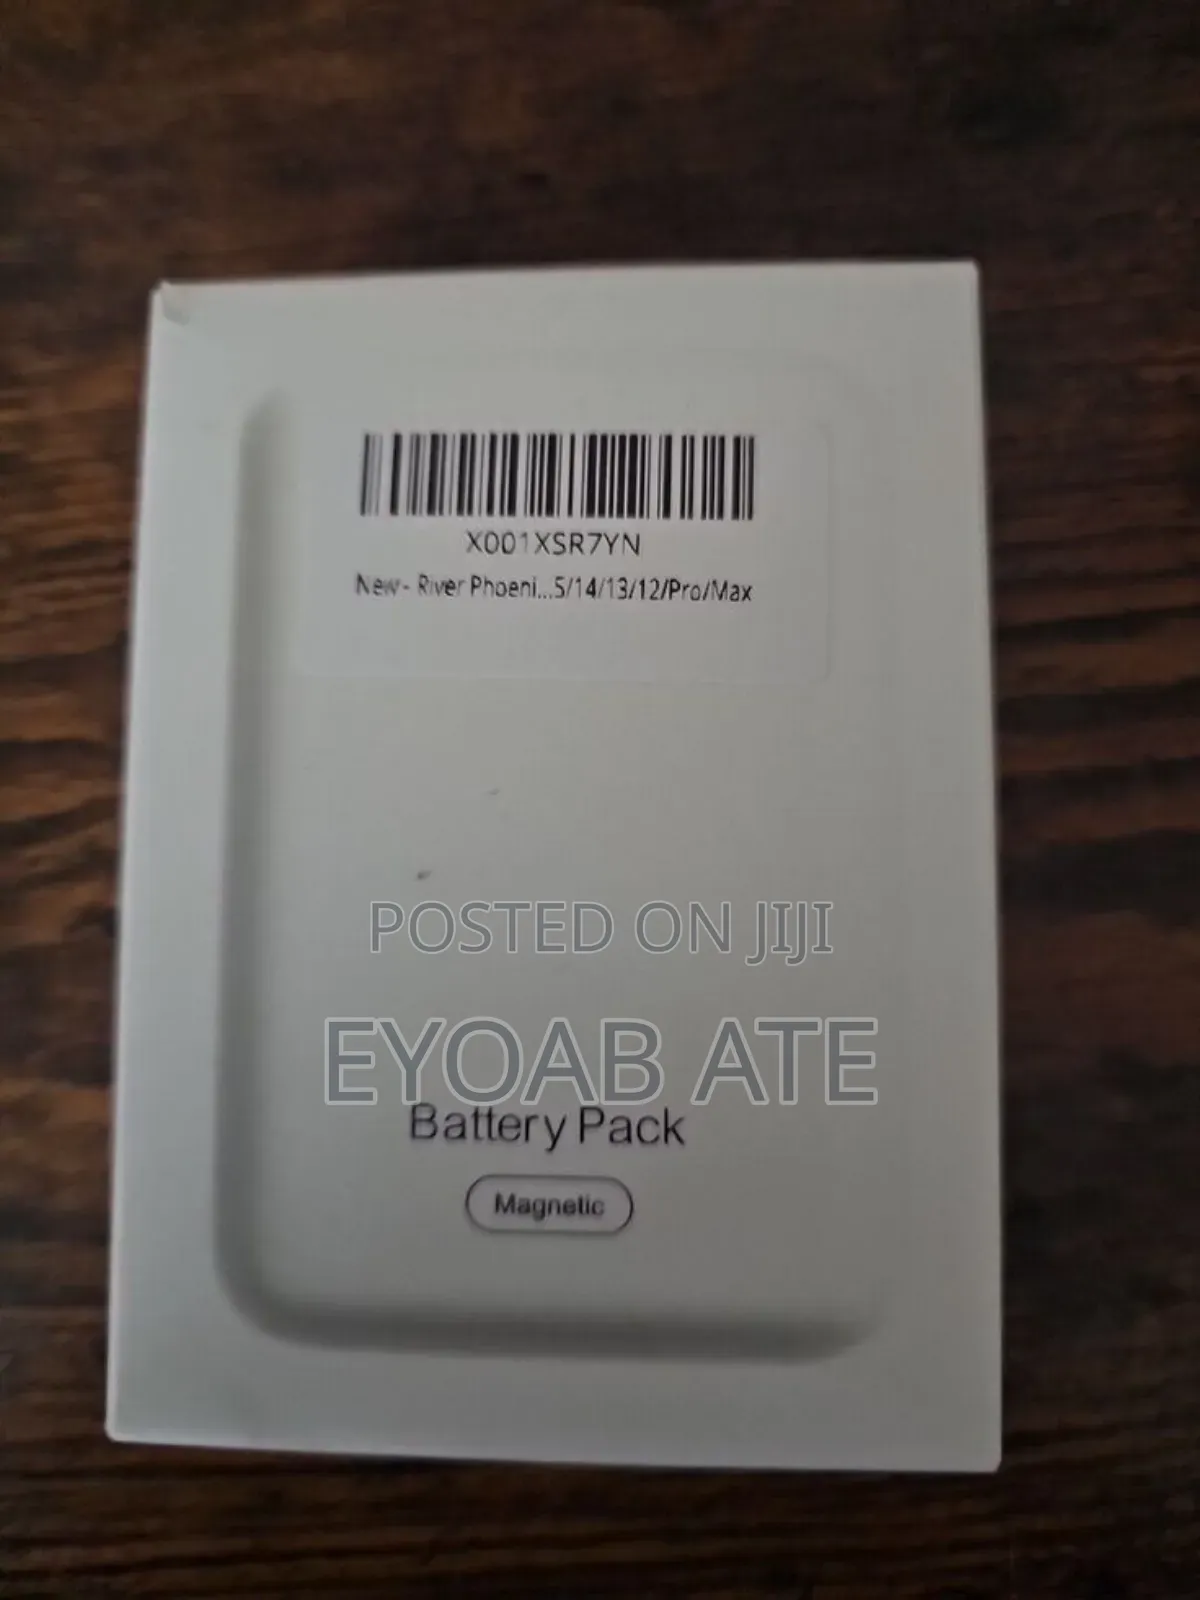 X001XSR7YN
New- River Phoeni...5/14/13/12/Pro/Max
POSTED ON JIJI
EYOAB ATE
Battery Pack
Magnetic